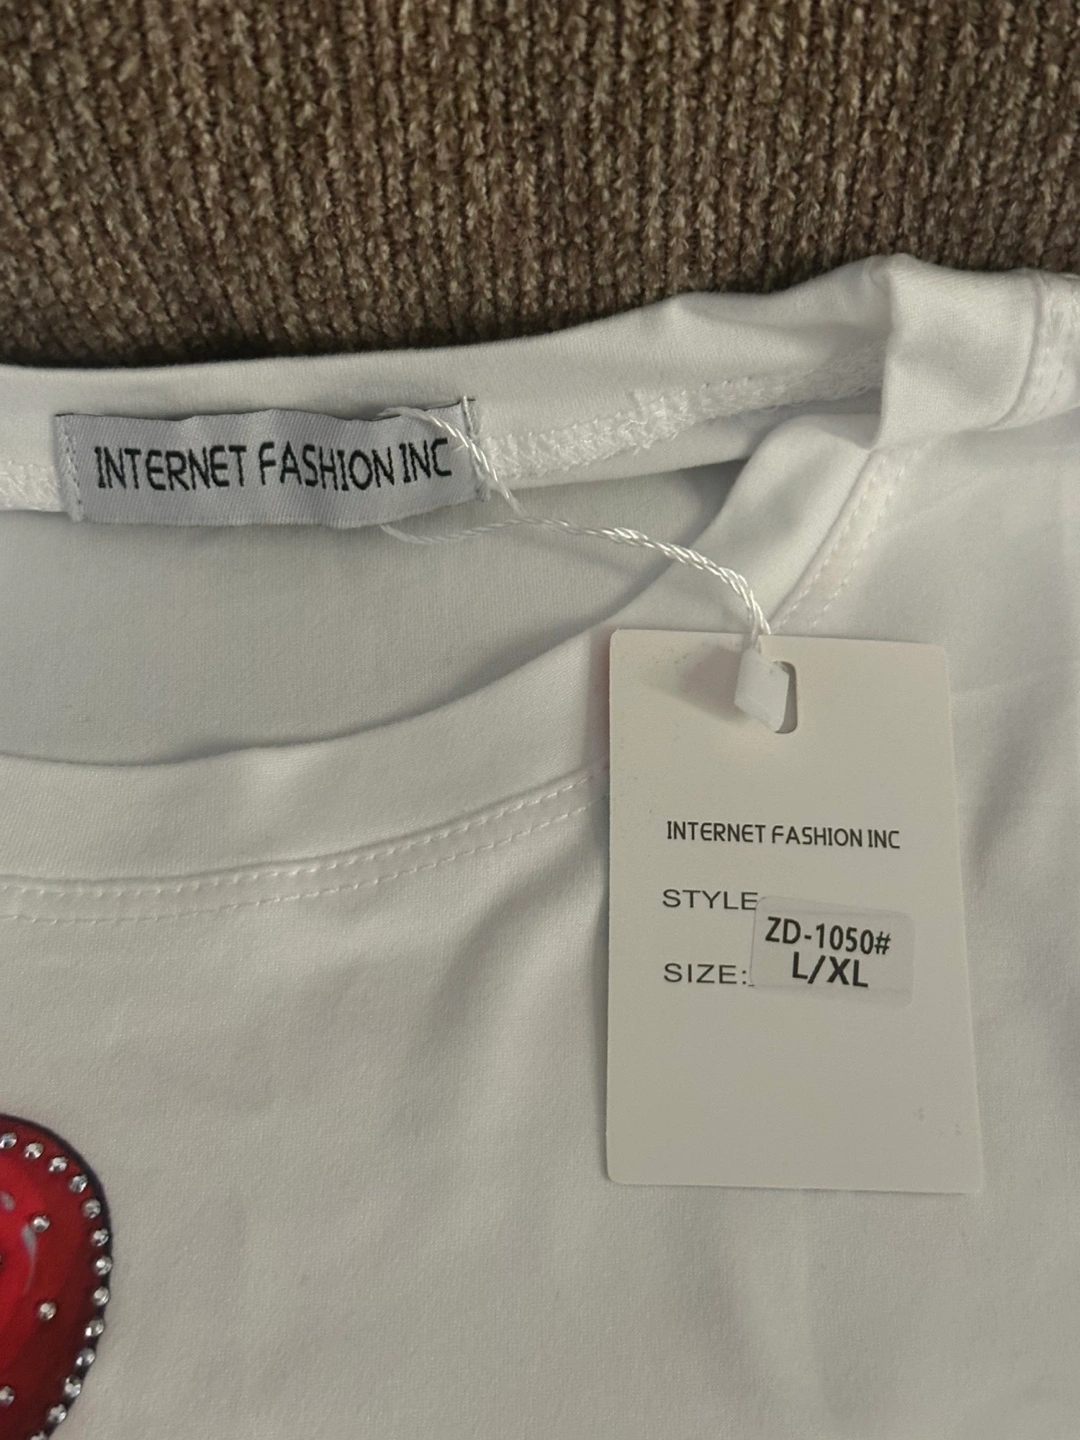 INTERNET FASHION INC
INTERNET FASHION INC
STYLE
ZD-1050#
SIZE:
L/XL